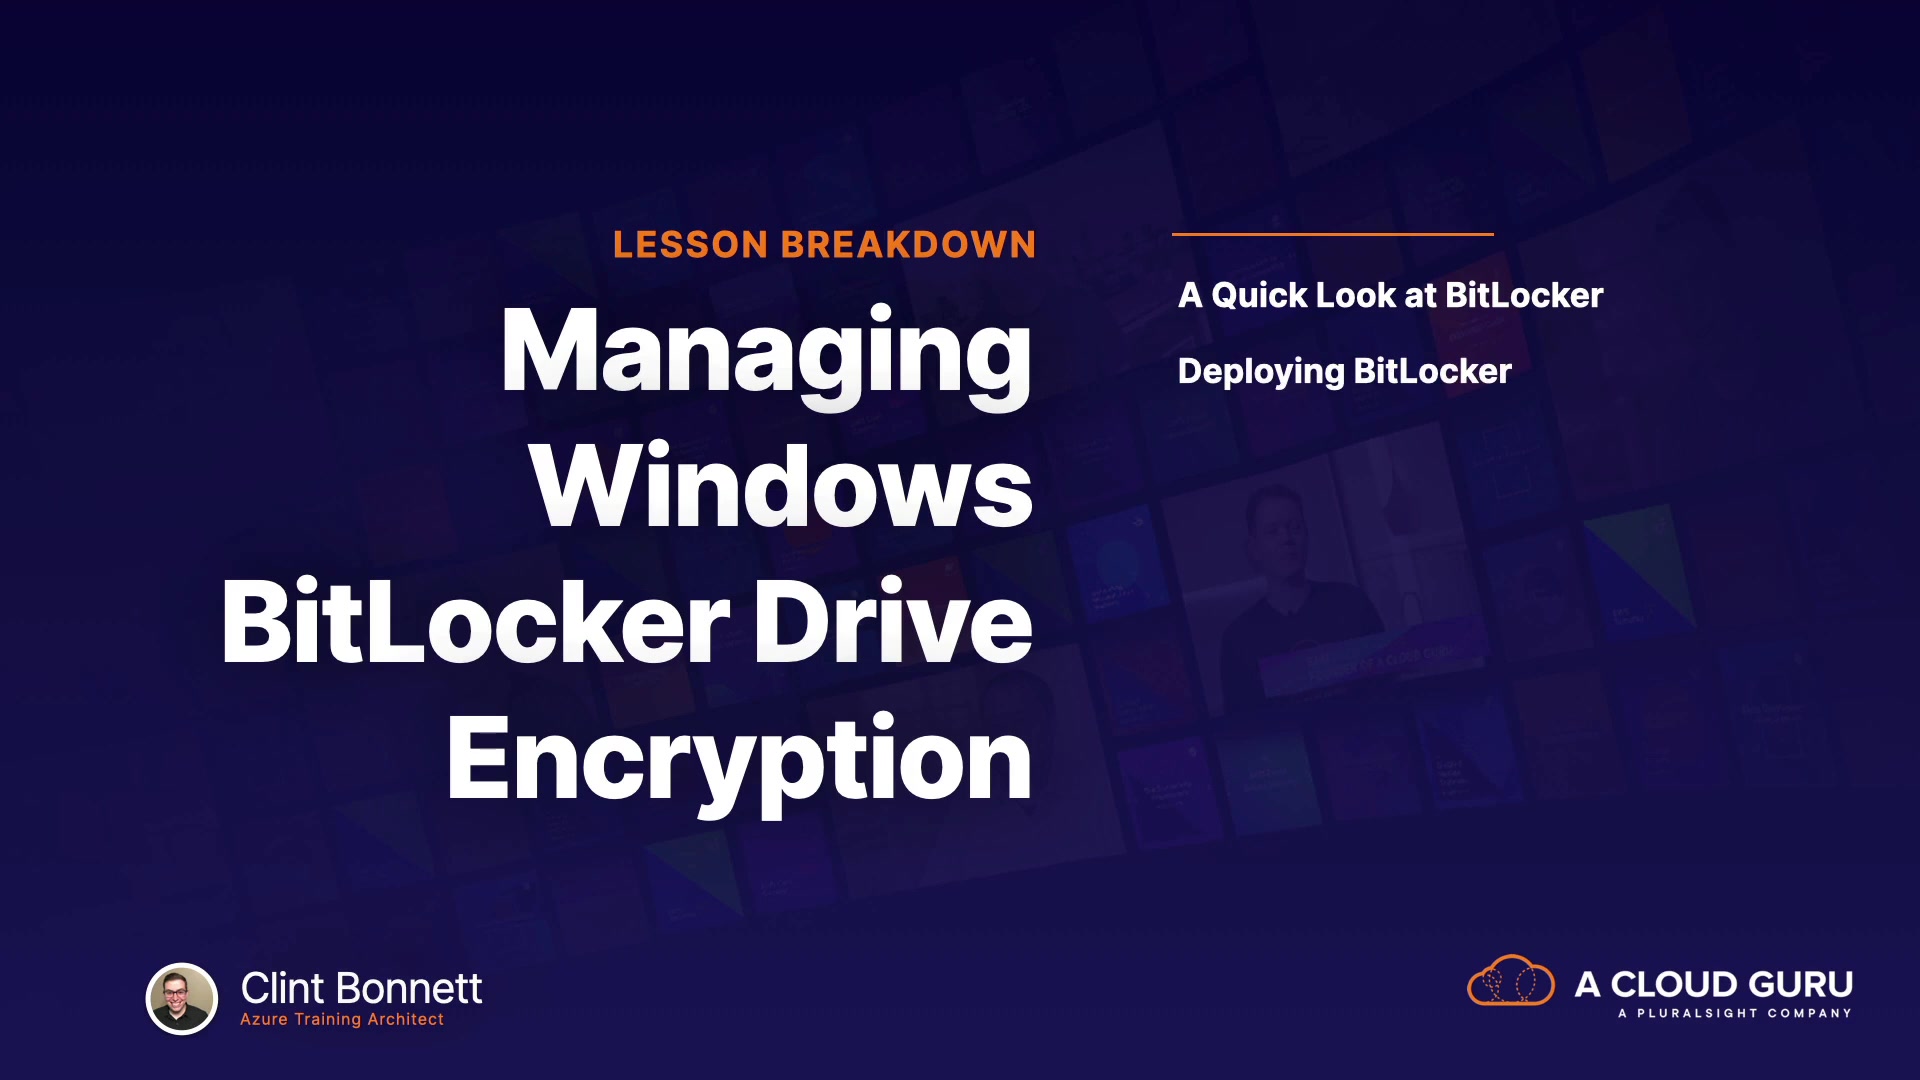 LESSON BREAKDOWN
Managing
Windows
BitLocker Drive
Encryption
A Quick Look at BitLocker
Deploying BitLocker
Clint Bonnett
Azure Training Architect
A CLOUD GURU
A PLURALSIGHT COMPANY